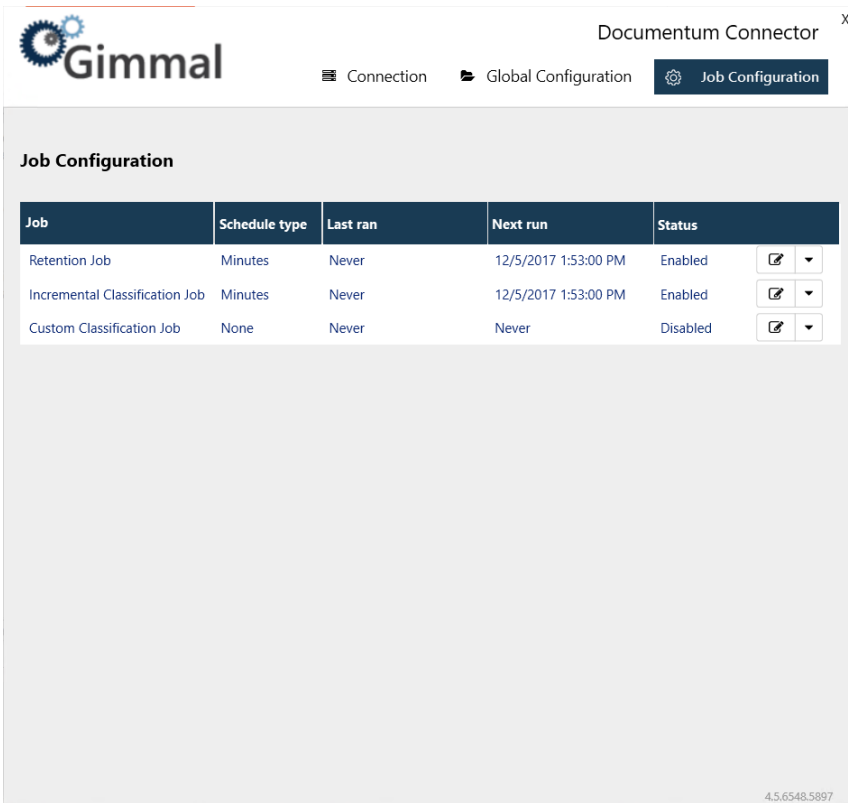 X
Documentum Connector
Gimmal
Connection Global Configuration Job Configuration
Job Configuration
Job Schedule type Last ran Next run Status
Retention Job Minutes Never 12/5/2017 1:53:00 PM Enabled
Incremental Classification Job Minutes Never 12/5/2017 1:53:00 PM Enabled
Custom Classification Job None Never Never Disabled
4.5.6548.5897